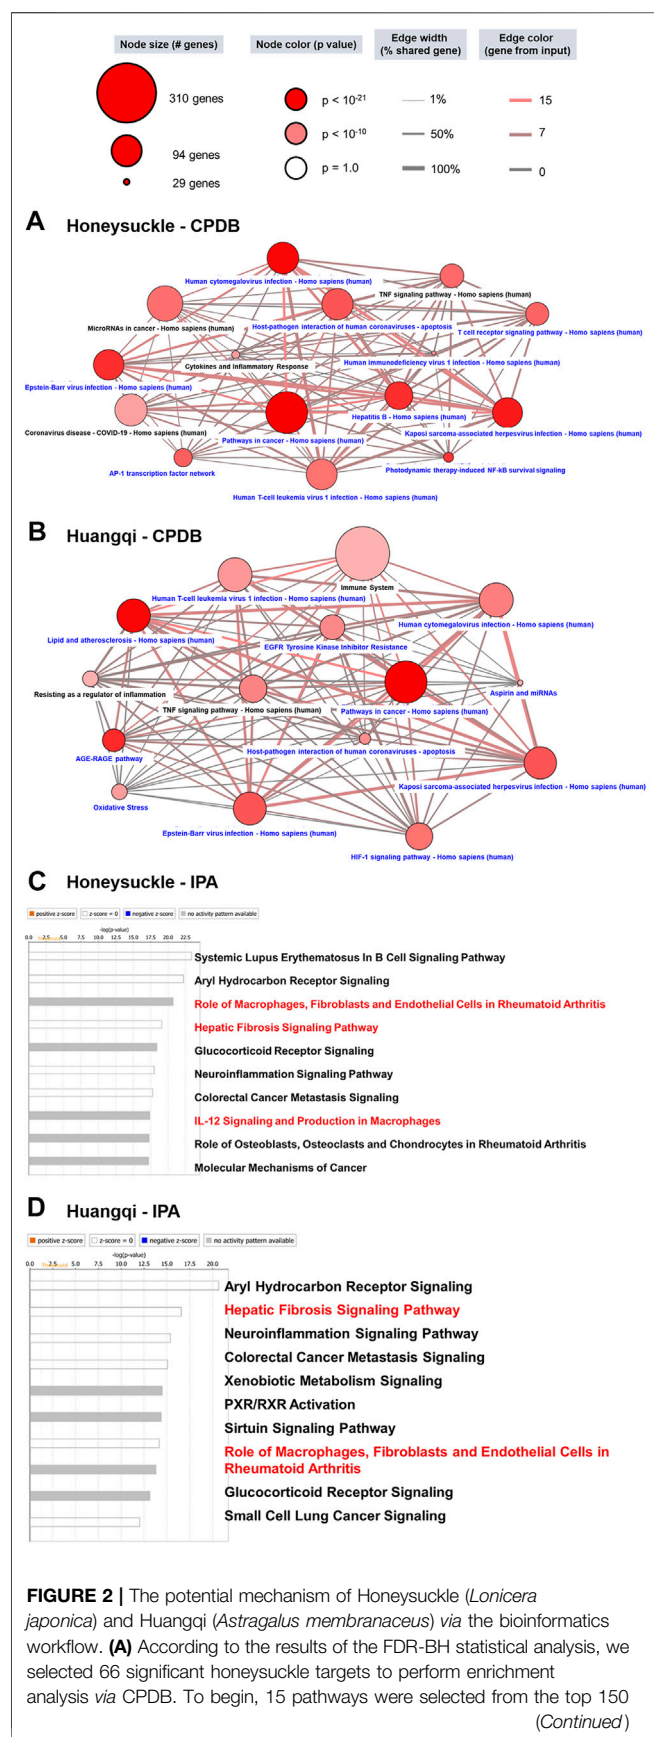 Node size (# genes)
Node color (p value)
Edge width
(% shared gene)
Edge color
(gene from input)
310 genes
94 genes
29 genes
p < 10-21
p < 10-10
p = 1.0
1%
50%
100%
15
7
0
A Honeysuckle - CPDB
Human cytomegalovirus infection - Homo sapiens (human)
TNF signaling pathway - Homo sapiens (human)
MicroRNAs in cancer - Homo sapiens (human)
Host-pathogen interaction of human coronaviruses - apoptosis
T cell receptor signaling pathway - Homo sapiens (human)
Cytokines and Inflammatory Response
Human immunodeficiency virus 1 infection - Homo sapiens (human)
Epstein-Barr virus infection - Homo sapiens (human)
Hepatitis B - Homo sapiens (human)
Coronavirus disease - COVID-19 - Homo sapiens (human)
Pathways in cancer - Homo sapiens (human)
Kaposi sarcoma-associated herpesvirus infection - Homo sapiens (human)
AP-1 transcription factor network
Photodynamic therapy-induced NF-kB survival signaling
Human T-cell leukemia virus 1 infection - Homo sapiens (human)
B Huangqi - CPDB
Immune System
Human T-cell leukemia virus 1 infection - Homo sapiens (human)
Human cytomegalovirus infection - Homo sapiens (human)
Lipid and atherosclerosis - Homo sapiens (human)
EGFR Tyrosine Kinase Inhibitor Resistance
Resisting as a regulator of inflammation
Aspirin and miRNAs
TNF signaling pathway - Homo sapiens (human)
Pathways in cancer - Homo sapiens (human)
Host-pathogen interaction of human coronaviruses - apoptosis
AGE-RAGE pathway
Kaposi sarcoma-associated herpesvirus infection - Homo sapiens (human)
Oxidative Stress
Epstein-Barr virus infection - Homo sapiens (human)
HIF-1 signaling pathway - Homo sapiens (human)
C Honeysuckle - IPA
positive z-score z-score = 0 negative z-score no activity pattern available
-log(p-value)
0.0 2.5 5.0 7.5 10.0 12.5 15.0 17.5 20.0 22.5
Threshold
Systemic Lupus Erythematosus In B Cell Signaling Pathway
Aryl Hydrocarbon Receptor Signaling
Role of Macrophages, Fibroblasts and Endothelial Cells in Rheumatoid Arthritis
Hepatic Fibrosis Signaling Pathway
Glucocorticoid Receptor Signaling
Neuroinflammation Signaling Pathway
Colorectal Cancer Metastasis Signaling
IL-12 Signaling and Production in Macrophages
Role of Osteoblasts, Osteoclasts and Chondrocytes in Rheumatoid Arthritis
Molecular Mechanisms of Cancer
D Huangqi - IPA
positive z-score z-score = 0 negative z-score no activity pattern available
-log(p-value)
0.0 2.5 5.0 7.5 10.0 12.5 15.0 17.5 20.0
Threshold
Aryl Hydrocarbon Receptor Signaling
Hepatic Fibrosis Signaling Pathway
Neuroinflammation Signaling Pathway
Colorectal Cancer Metastasis Signaling
Xenobiotic Metabolism Signaling
PXR/RXR Activation
Sirtuin Signaling Pathway
Role of Macrophages, Fibroblasts and Endothelial Cells in
Rheumatoid Arthritis
Glucocorticoid Receptor Signaling
Small Cell Lung Cancer Signaling
FIGURE 2 | The potential mechanism of Honeysuckle (Lonicera
japonica) and Huangqi (Astragalus membranaceus) via the bioinformatics
workflow. (A) According to the results of the FDR-BH statistical analysis, we
selected 66 significant honeysuckle targets to perform enrichment
analysis via CPDB. To begin, 15 pathways were selected from the top 150
(Continued)